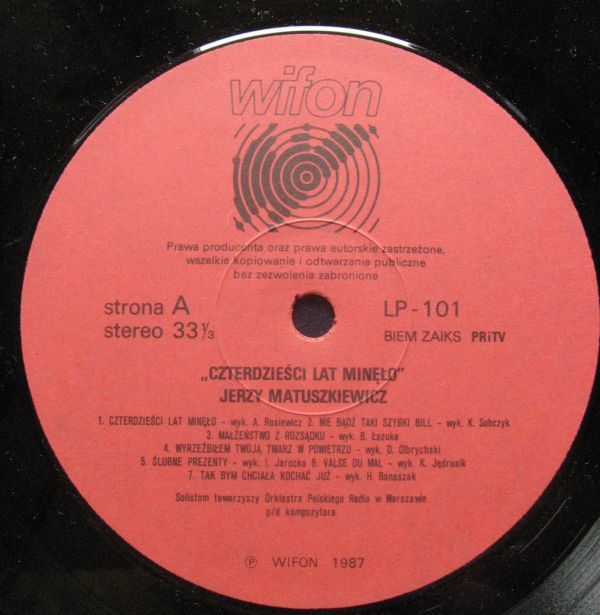 wifon
Prawa producenta oraz prawa autorskie zastrzeżone,
wszelkie kopiowanie i odtwarzanie publiczne
bez zezwolenia zabronione
strona A
stereo 33 1/3
LP-101
BIEM ZAIKS PRiTV
„CZTERDZIEŚCI LAT MINĘŁO"
JERZY MATUSZKIEWICZ
1. CZTERDZIEŚCI LAT MINĘŁO - wyk. A. Rosiewicz 2. NIE BĄDŹ TAKI SZYBKI BILL - wyk. K. Sobczyk
3. MAŁŻEŃSTWO Z ROZSĄDKU - wyk. B. Łazuka
4. WYRZEŹBIŁEM TWOJĄ TWARZ W POWIETRZU - wyk. D. Olbrychski
5. ŚLUBNE PREZENTY - wyk. I. Jarocka 6. VALSE DU MAL - wyk. K. Jędrusik
7. TAK BYM CHCIAŁA KOCHAĆ JUŻ - wyk. H. Banaszak
Solistom towarzyszy Orkiestra Polskiego Radia w Warszawie
p/d kompozytora
Ⓟ WIFON 1987